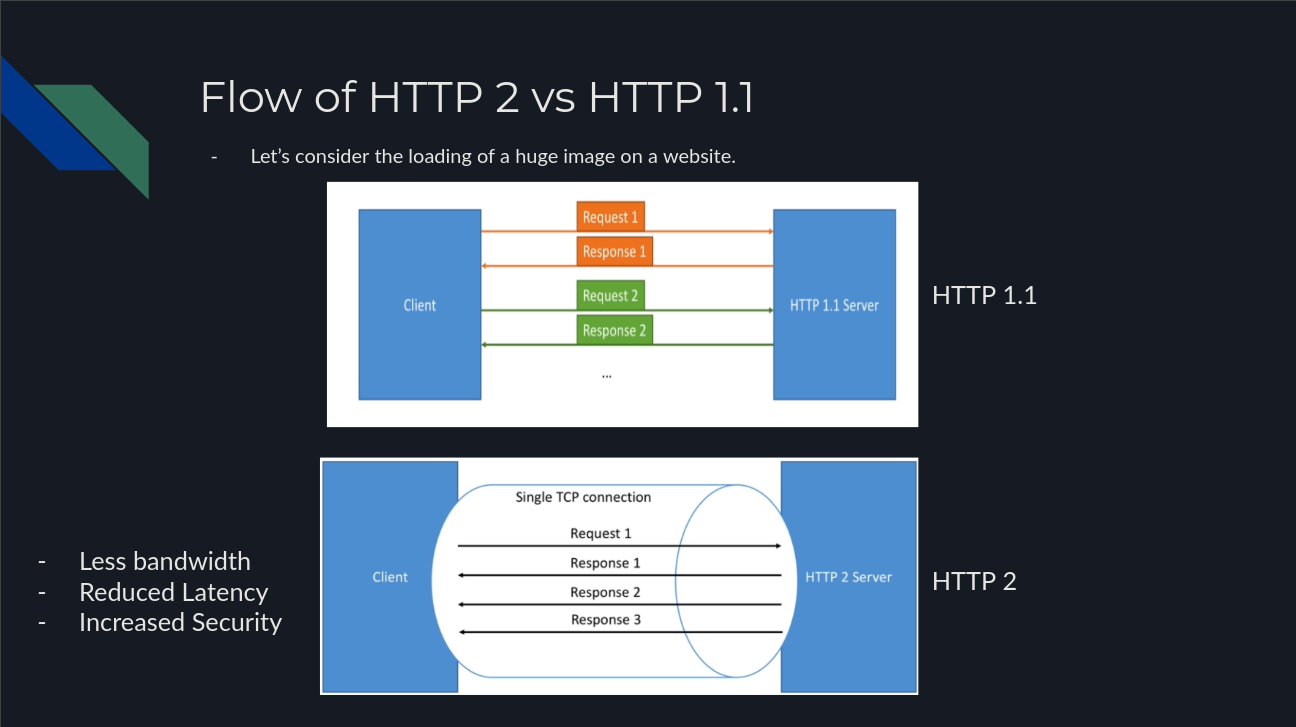 Flow of HTTP 2 vs HTTP 1.1
- Let’s consider the loading of a huge image on a website.
Request 1
Response 1
Client
Request 2
HTTP 1.1 Server
Response 2
...
HTTP 1.1
Single TCP connection
Request 1
Response 1
Client
Response 2
HTTP 2 Server
Response 3
HTTP 2
- Less bandwidth
- Reduced Latency
- Increased Security